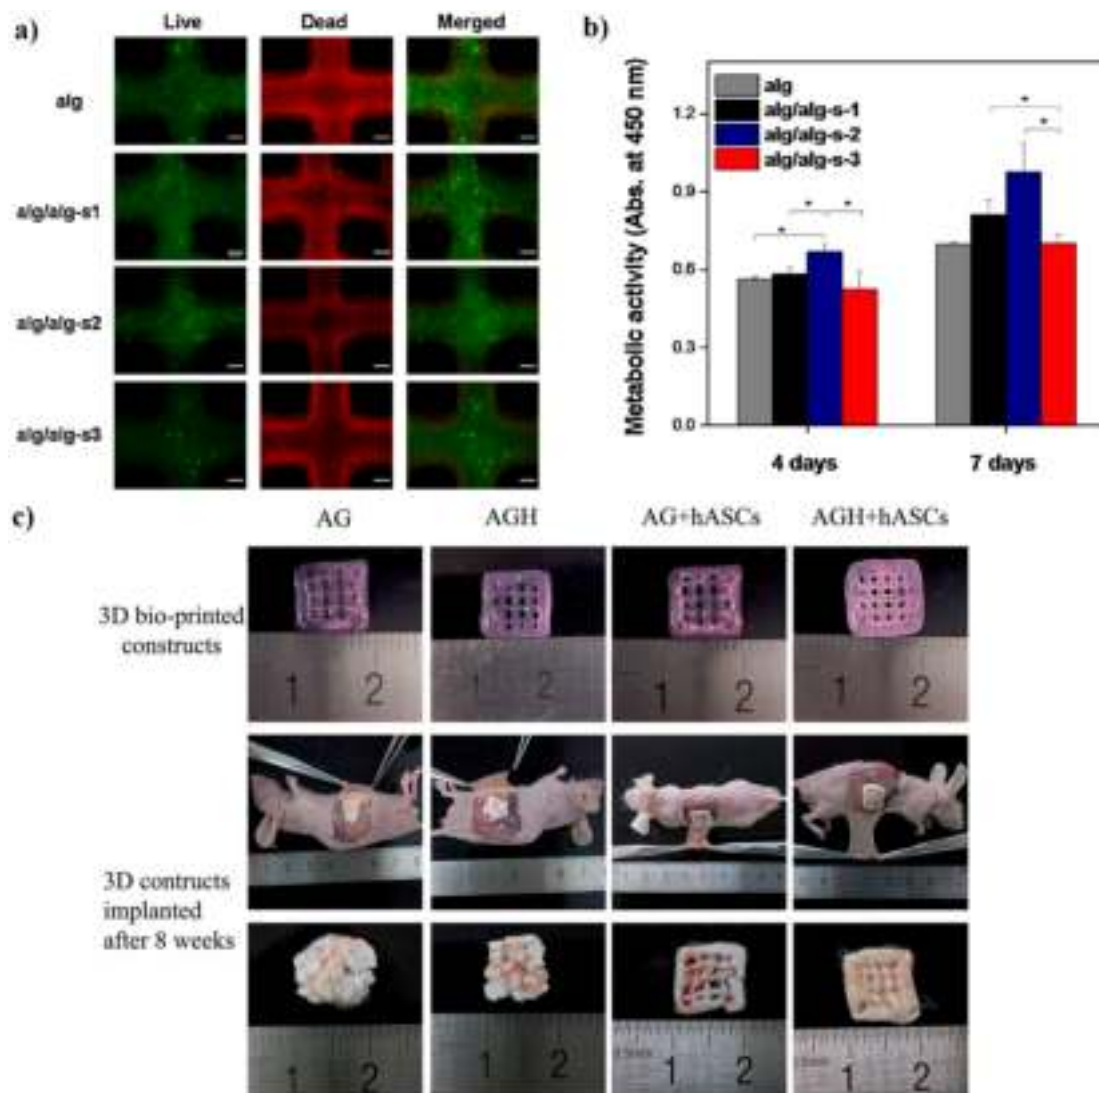 a)
Live Dead Merged
alg
alg/alg-s1
alg/alg-s2
alg/alg-s3
b)
Metabolic activity (Abs. at 450 nm)
1.2
0.9
0.6
0.3
0.0
alg
alg/alg-s-1
alg/alg-s-2
alg/alg-s-3
* * *
* *
4 days 7 days
c)
AG AGH AG+hASCs AGH+hASCs
3D bio-printed
constructs
1 2 1 2 1 2 1 2
3D contructs
implanted
after 8 weeks
1 2 1 2 1 2 1 2